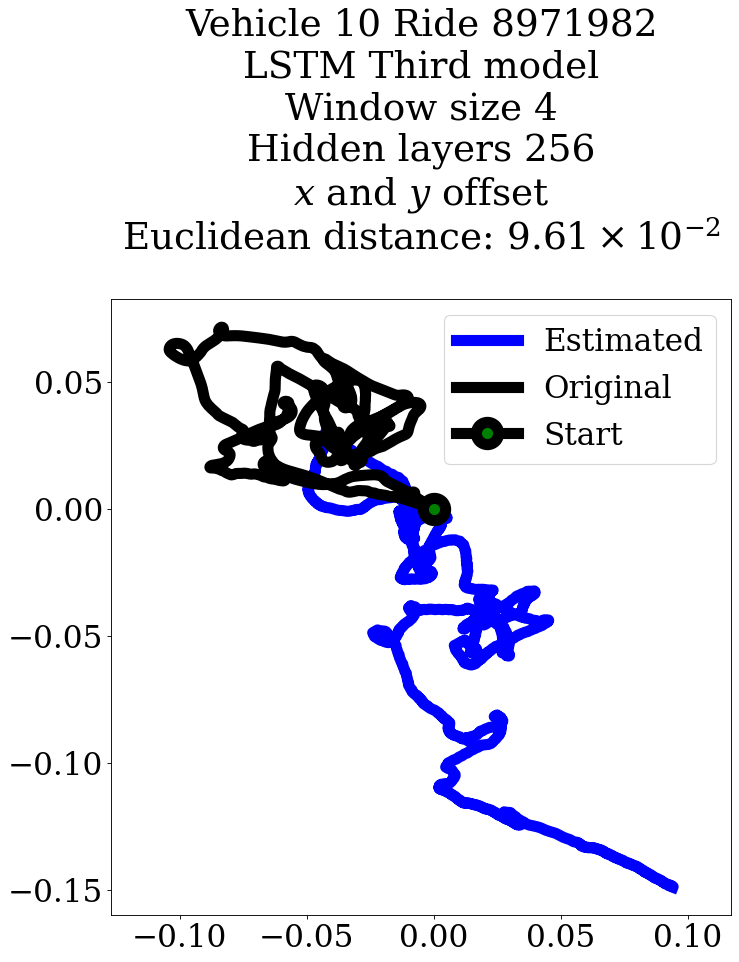 Vehicle 10 Ride 8971982
LSTM Third model
Window size 4
Hidden layers 256
x and y offset
Euclidean distance: 9.61 × 10⁻²
Estimated
Original
Start
0.05
0.00
−0.05
−0.10
−0.15
−0.10 −0.05 0.00 0.05 0.10